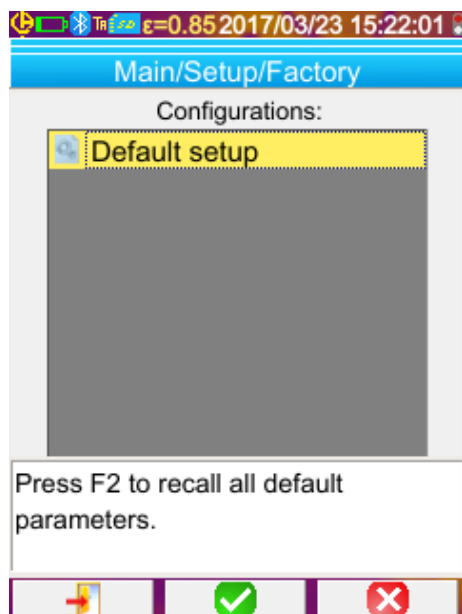 TR ε=0.85 2017/03/23 15:22:01
Main/Setup/Factory
Configurations:
Default setup
Press F2 to recall all default
parameters.